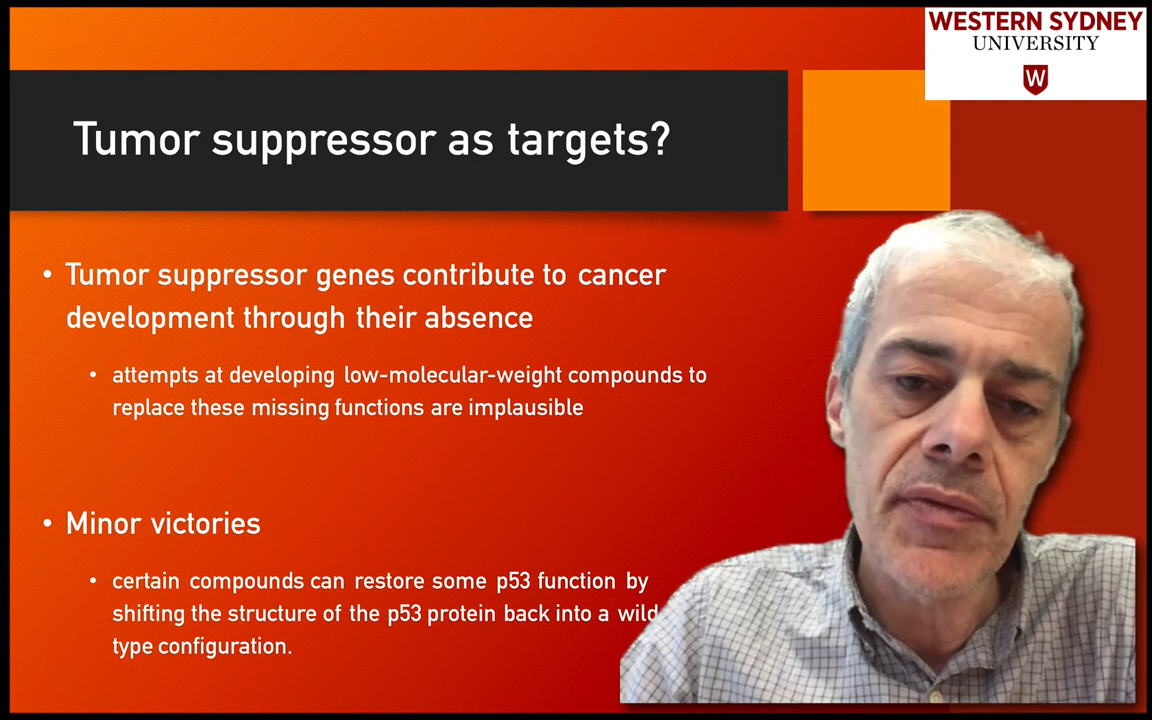 WESTERN SYDNEY
UNIVERSITY
W
Tumor suppressor as targets?
• Tumor suppressor genes contribute to cancer
development through their absence
• attempts at developing low-molecular-weight compounds to
replace these missing functions are implausible
• Minor victories
• certain compounds can restore some p53 function by
shifting the structure of the p53 protein back into a wild
type configuration.